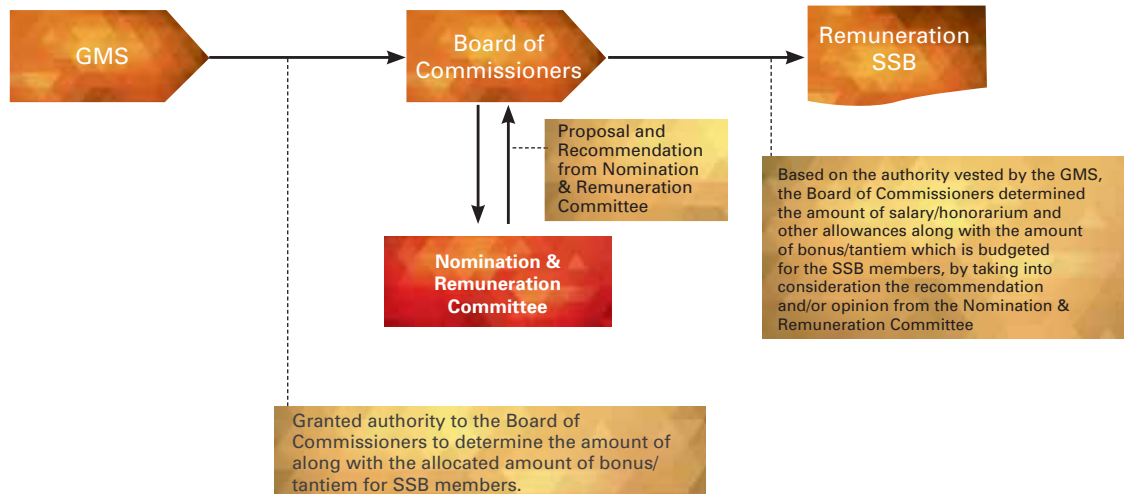 GMS
Board of
Commissioners
Remuneration
SSB
Proposal and
Recommendation
from Nomination
& Remuneration
Committee
Based on the authority vested by the GMS,
the Board of Commissioners determined
the amount of salary/honorarium and
other allowances along with the amount
of bonus/tantiem which is budgeted
for the SSB members, by taking into
consideration the recommendation
and/or opinion from the Nomination &
Remuneration Committee
Nomination &
Remuneration
Committee
Granted authority to the Board of
Commissioners to determine the amount of
along with the allocated amount of bonus/
tantiem for SSB members.